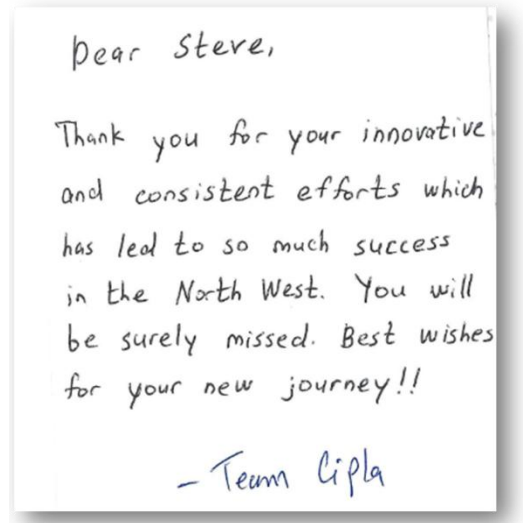 Dear Steve,
Thank you for your innovative
and consistent efforts which
has led to so much success
in the North West. You will
be surely missed. Best wishes
for your new journey!!
- Team Cipla